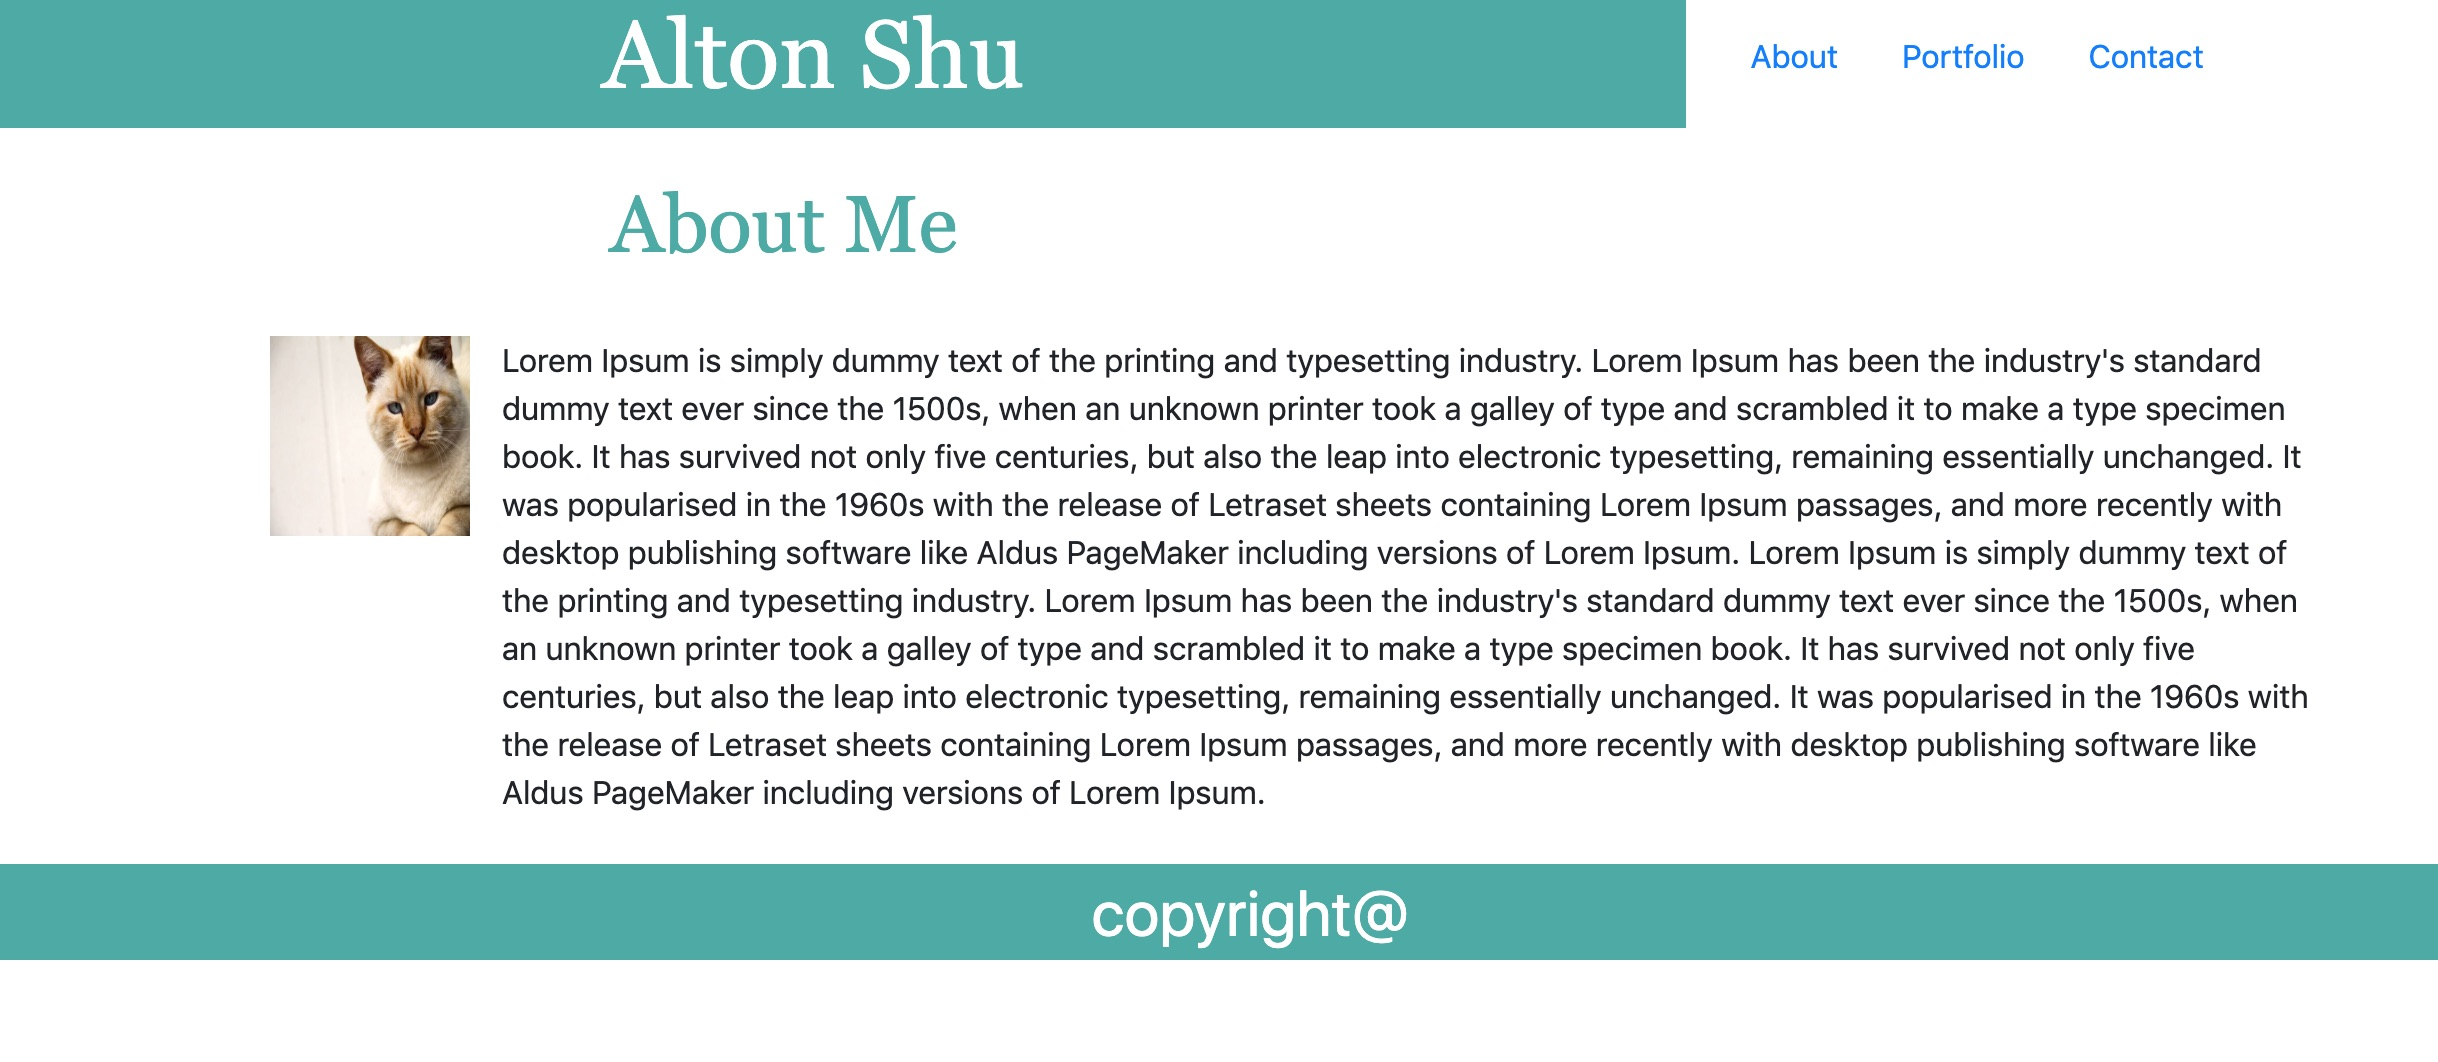 Alton Shu
About Portfolio Contact
About Me
Lorem Ipsum is simply dummy text of the printing and typesetting industry. Lorem Ipsum has been the industry's standard
dummy text ever since the 1500s, when an unknown printer took a galley of type and scrambled it to make a type specimen
book. It has survived not only five centuries, but also the leap into electronic typesetting, remaining essentially unchanged. It
was popularised in the 1960s with the release of Letraset sheets containing Lorem Ipsum passages, and more recently with
desktop publishing software like Aldus PageMaker including versions of Lorem Ipsum. Lorem Ipsum is simply dummy text of
the printing and typesetting industry. Lorem Ipsum has been the industry's standard dummy text ever since the 1500s, when
an unknown printer took a galley of type and scrambled it to make a type specimen book. It has survived not only five
centuries, but also the leap into electronic typesetting, remaining essentially unchanged. It was popularised in the 1960s with
the release of Letraset sheets containing Lorem Ipsum passages, and more recently with desktop publishing software like
Aldus PageMaker including versions of Lorem Ipsum.
copyright@